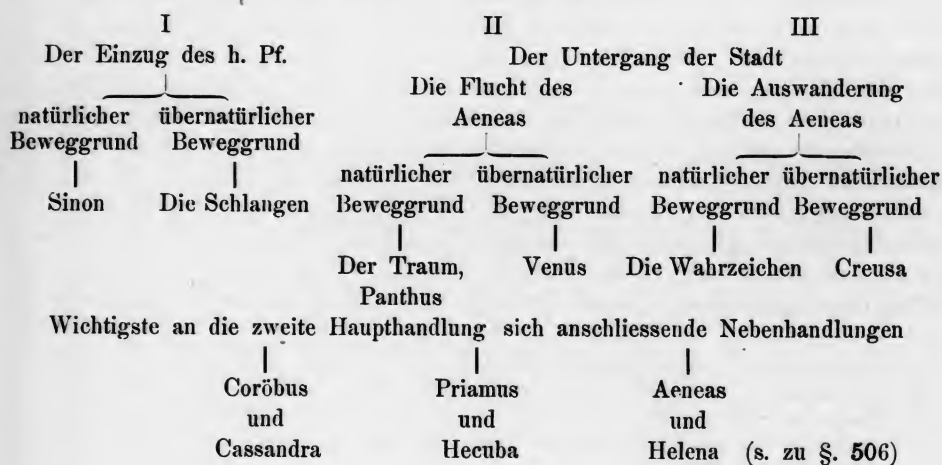 I II III
Der Einzug des h. Pf. Der Untergang der Stadt
Die Flucht des Die Auswanderung
Aeneas des Aeneas
natürlicher übernatürlicher
Beweggrund Beweggrund
natürlicher übernatürlicher natürlicher übernatürlicher
Sinon Die Schlangen Beweggrund Beweggrund Beweggrund Beweggrund
Der Traum, Venus Die Wahrzeichen Creusa
Panthus
Wichtigste an die zweite Haupthandlung sich anschliessende Nebenhandlungen
Coröbus Priamus Aeneas
und und und
Cassandra Hecuba Helena (s. zu §. 506)